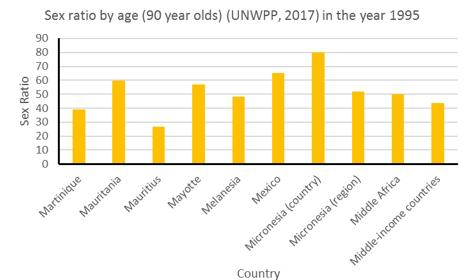 Sex ratio by age (90 year olds) (UNWPP, 2017) in the year 1995
90
80
70
60
50
40
30
20
10
0
Sex Ratio
Martinique
Mauritania
Mauritius
Mayotte
Melanesia
Mexico
Micronesia (country)
Micronesia (region)
Middle Africa
Middle-income countries
Country